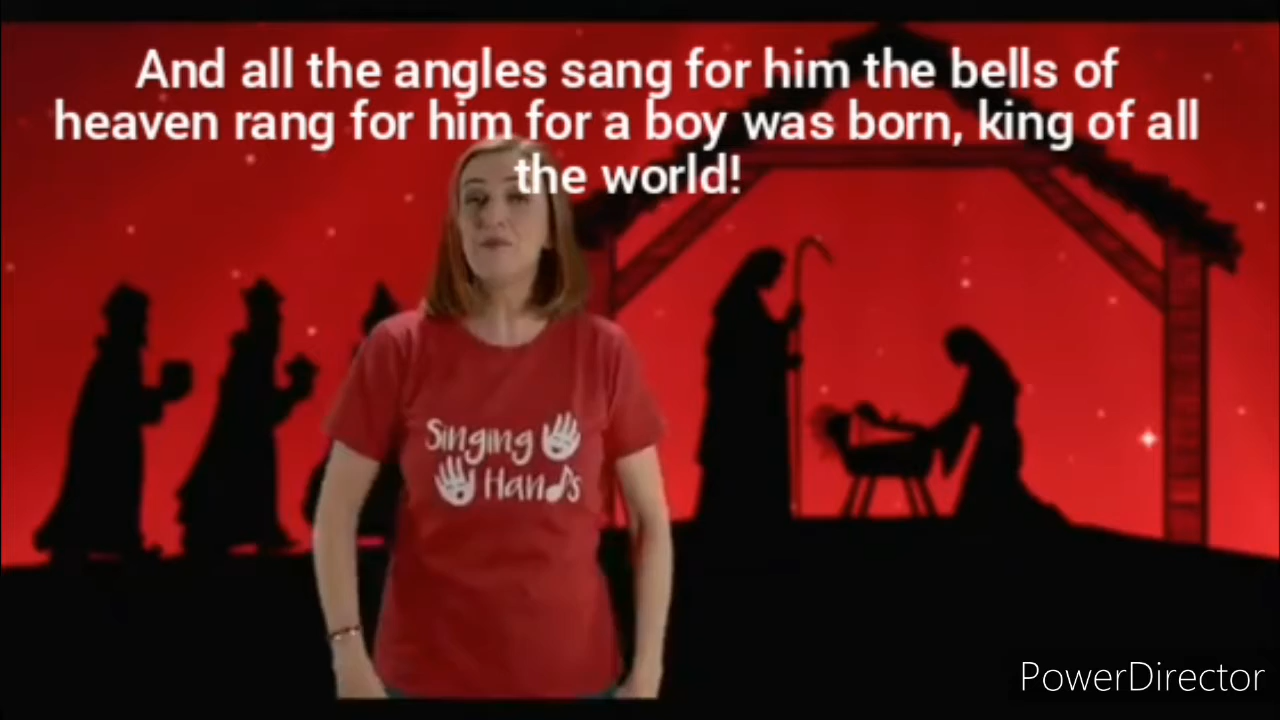 And all the angles sang for him the bells of
heaven rang for him for a boy was born, king of all
the world!
Singing
Hands
PowerDirector